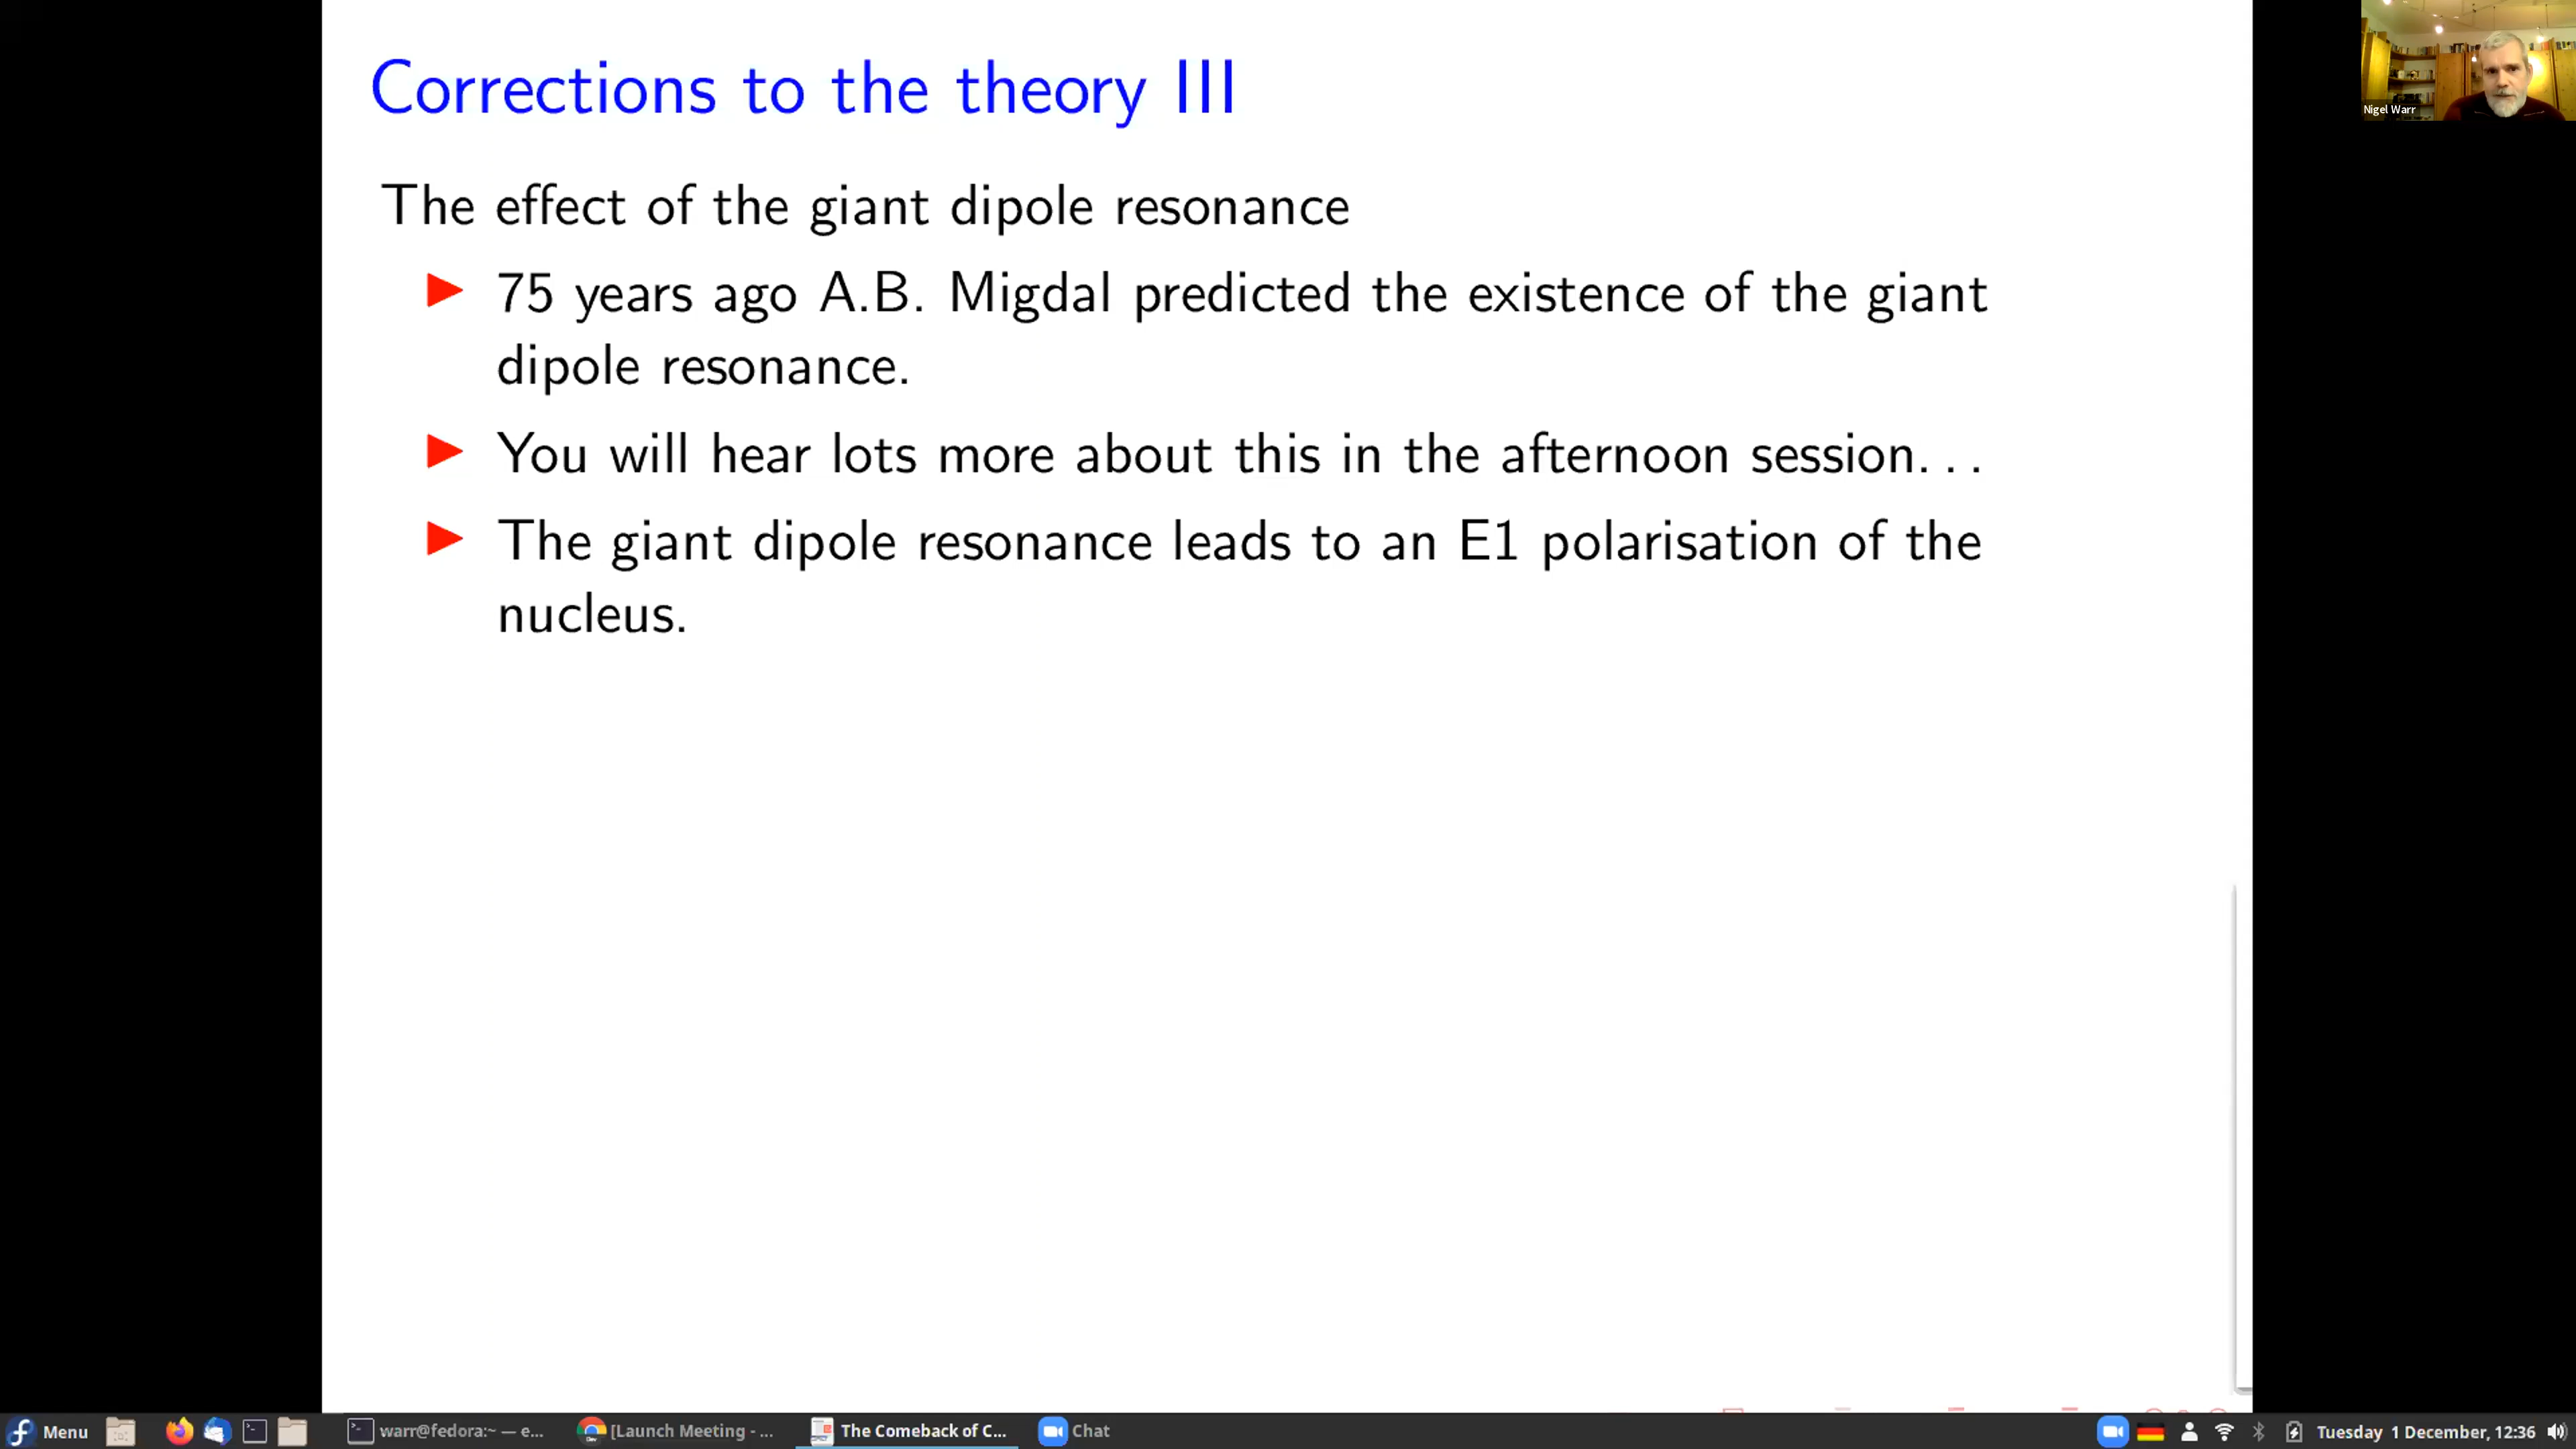 Corrections to the theory III
Nigel Warr
The effect of the giant dipole resonance
75 years ago A.B. Migdal predicted the existence of the giant
dipole resonance.
You will hear lots more about this in the afternoon session...
The giant dipole resonance leads to an E1 polarisation of the
nucleus.
Menu
warr@fedora:~ — e...
[Launch Meeting - ...
The Comeback of C...
Chat
Tuesday 1 December, 12:36